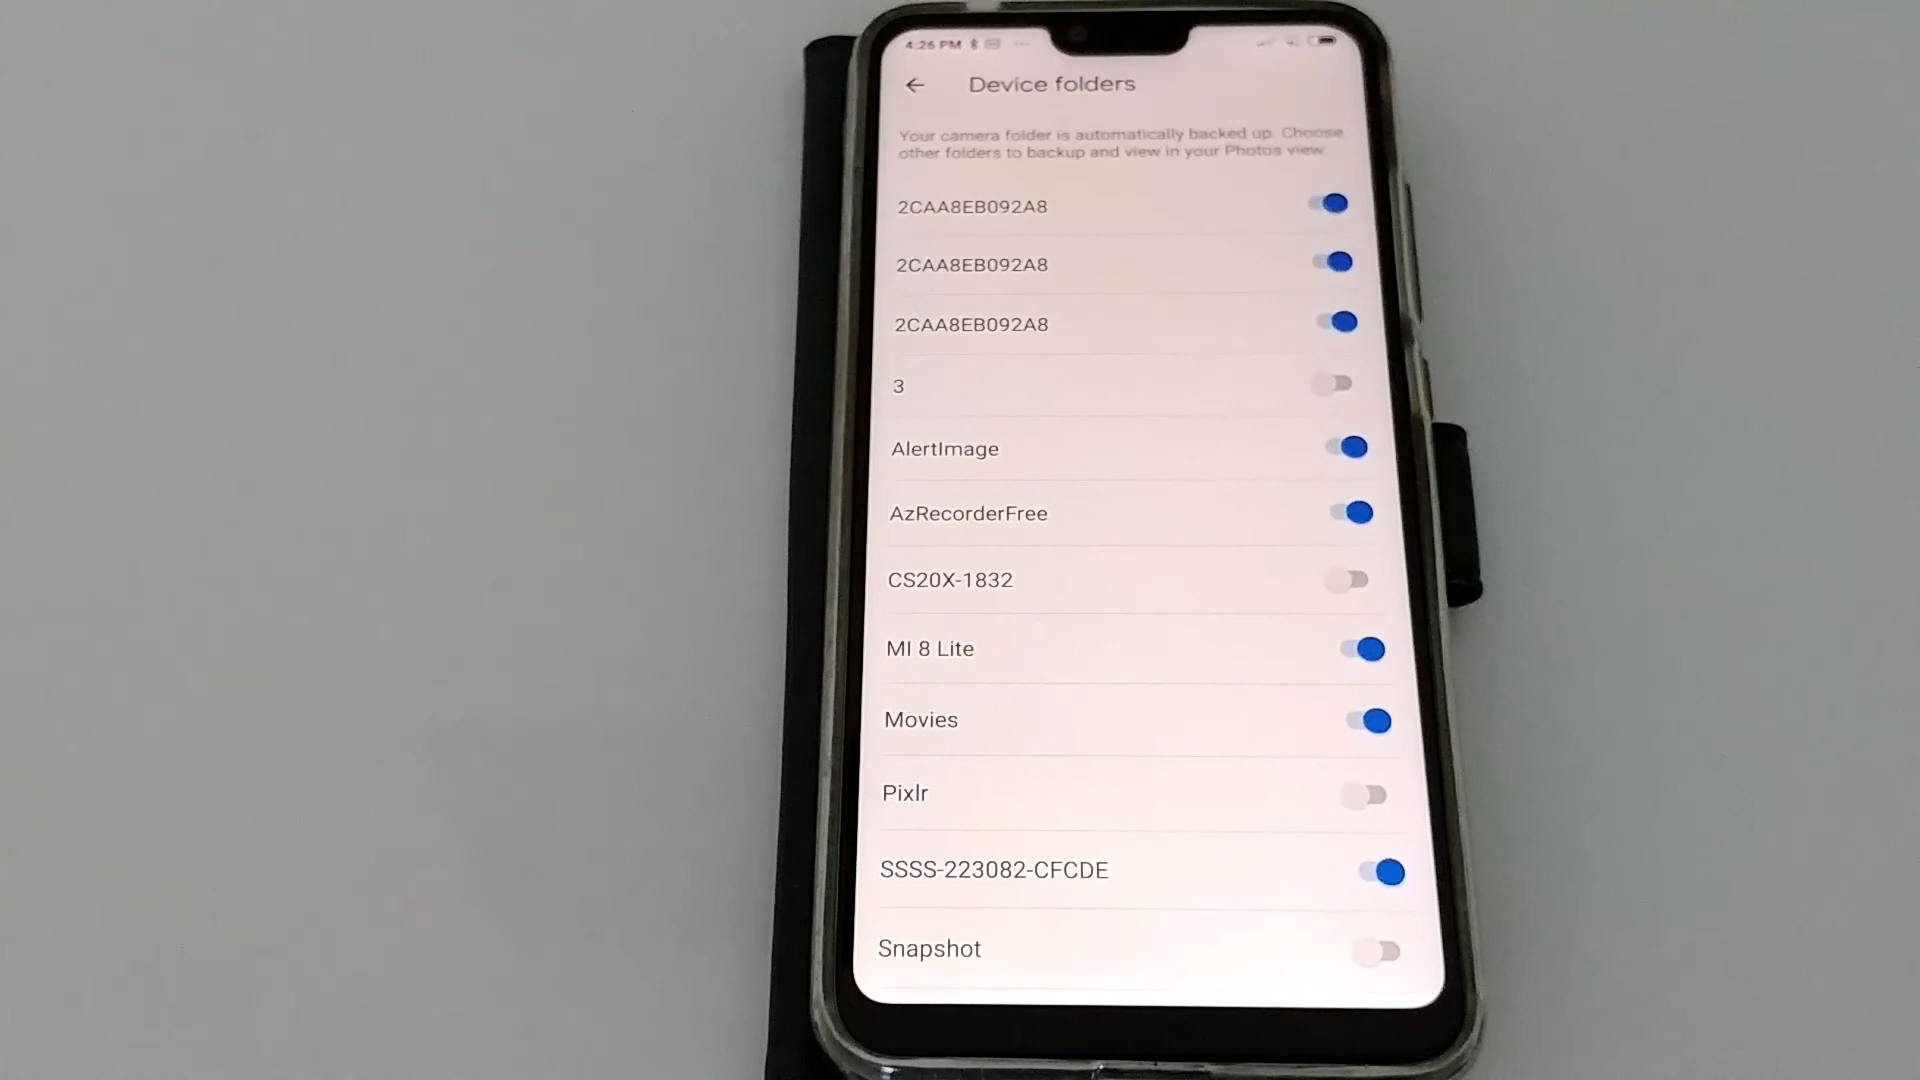 4:26 PM
Device folders
Your camera folder is automatically backed up. Choose
other folders to backup and view in your Photos view.
2CAA8EB092A8
2CAA8EB092A8
2CAA8EB092A8
3
AlertImage
AzRecorderFree
CS20X-1832
MI 8 Lite
Movies
Pixlr
SSSS-223082-CFCDE
Snapshot